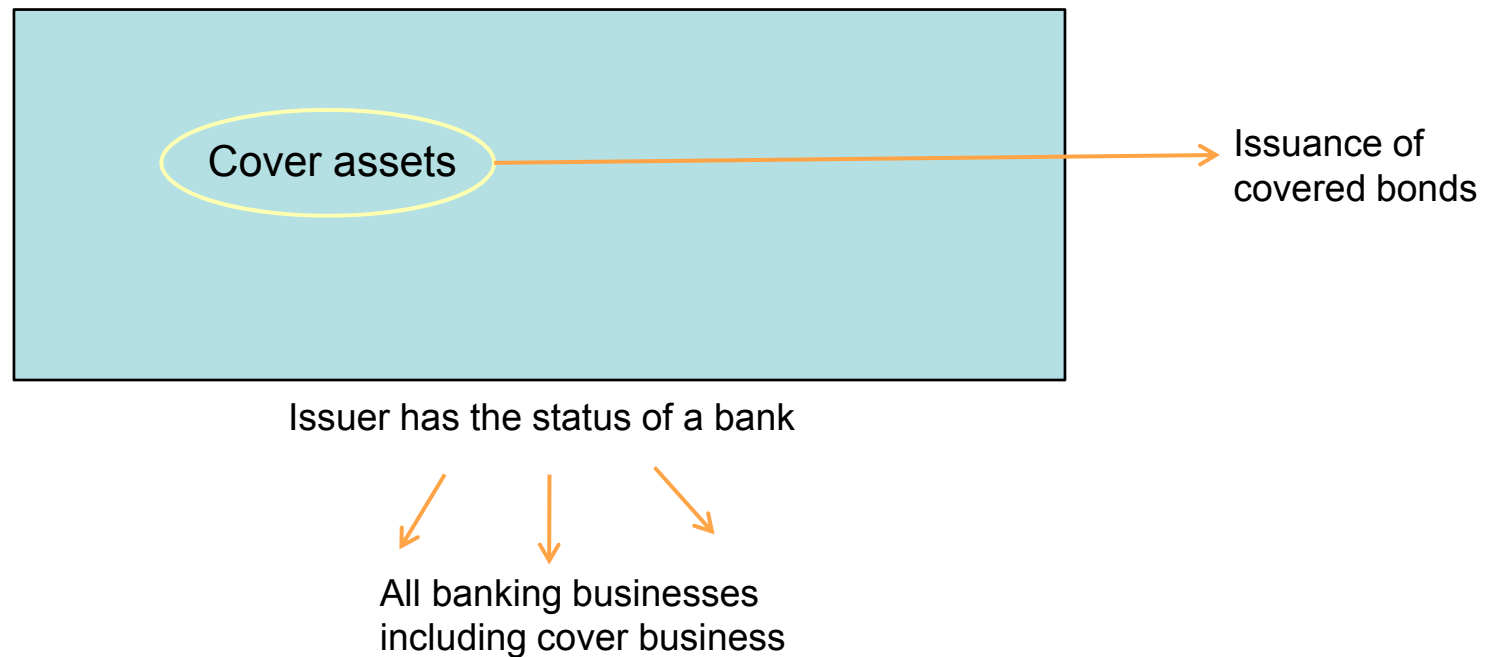 Cover assets
Issuance of
covered bonds
Issuer has the status of a bank
All banking businesses
including cover business